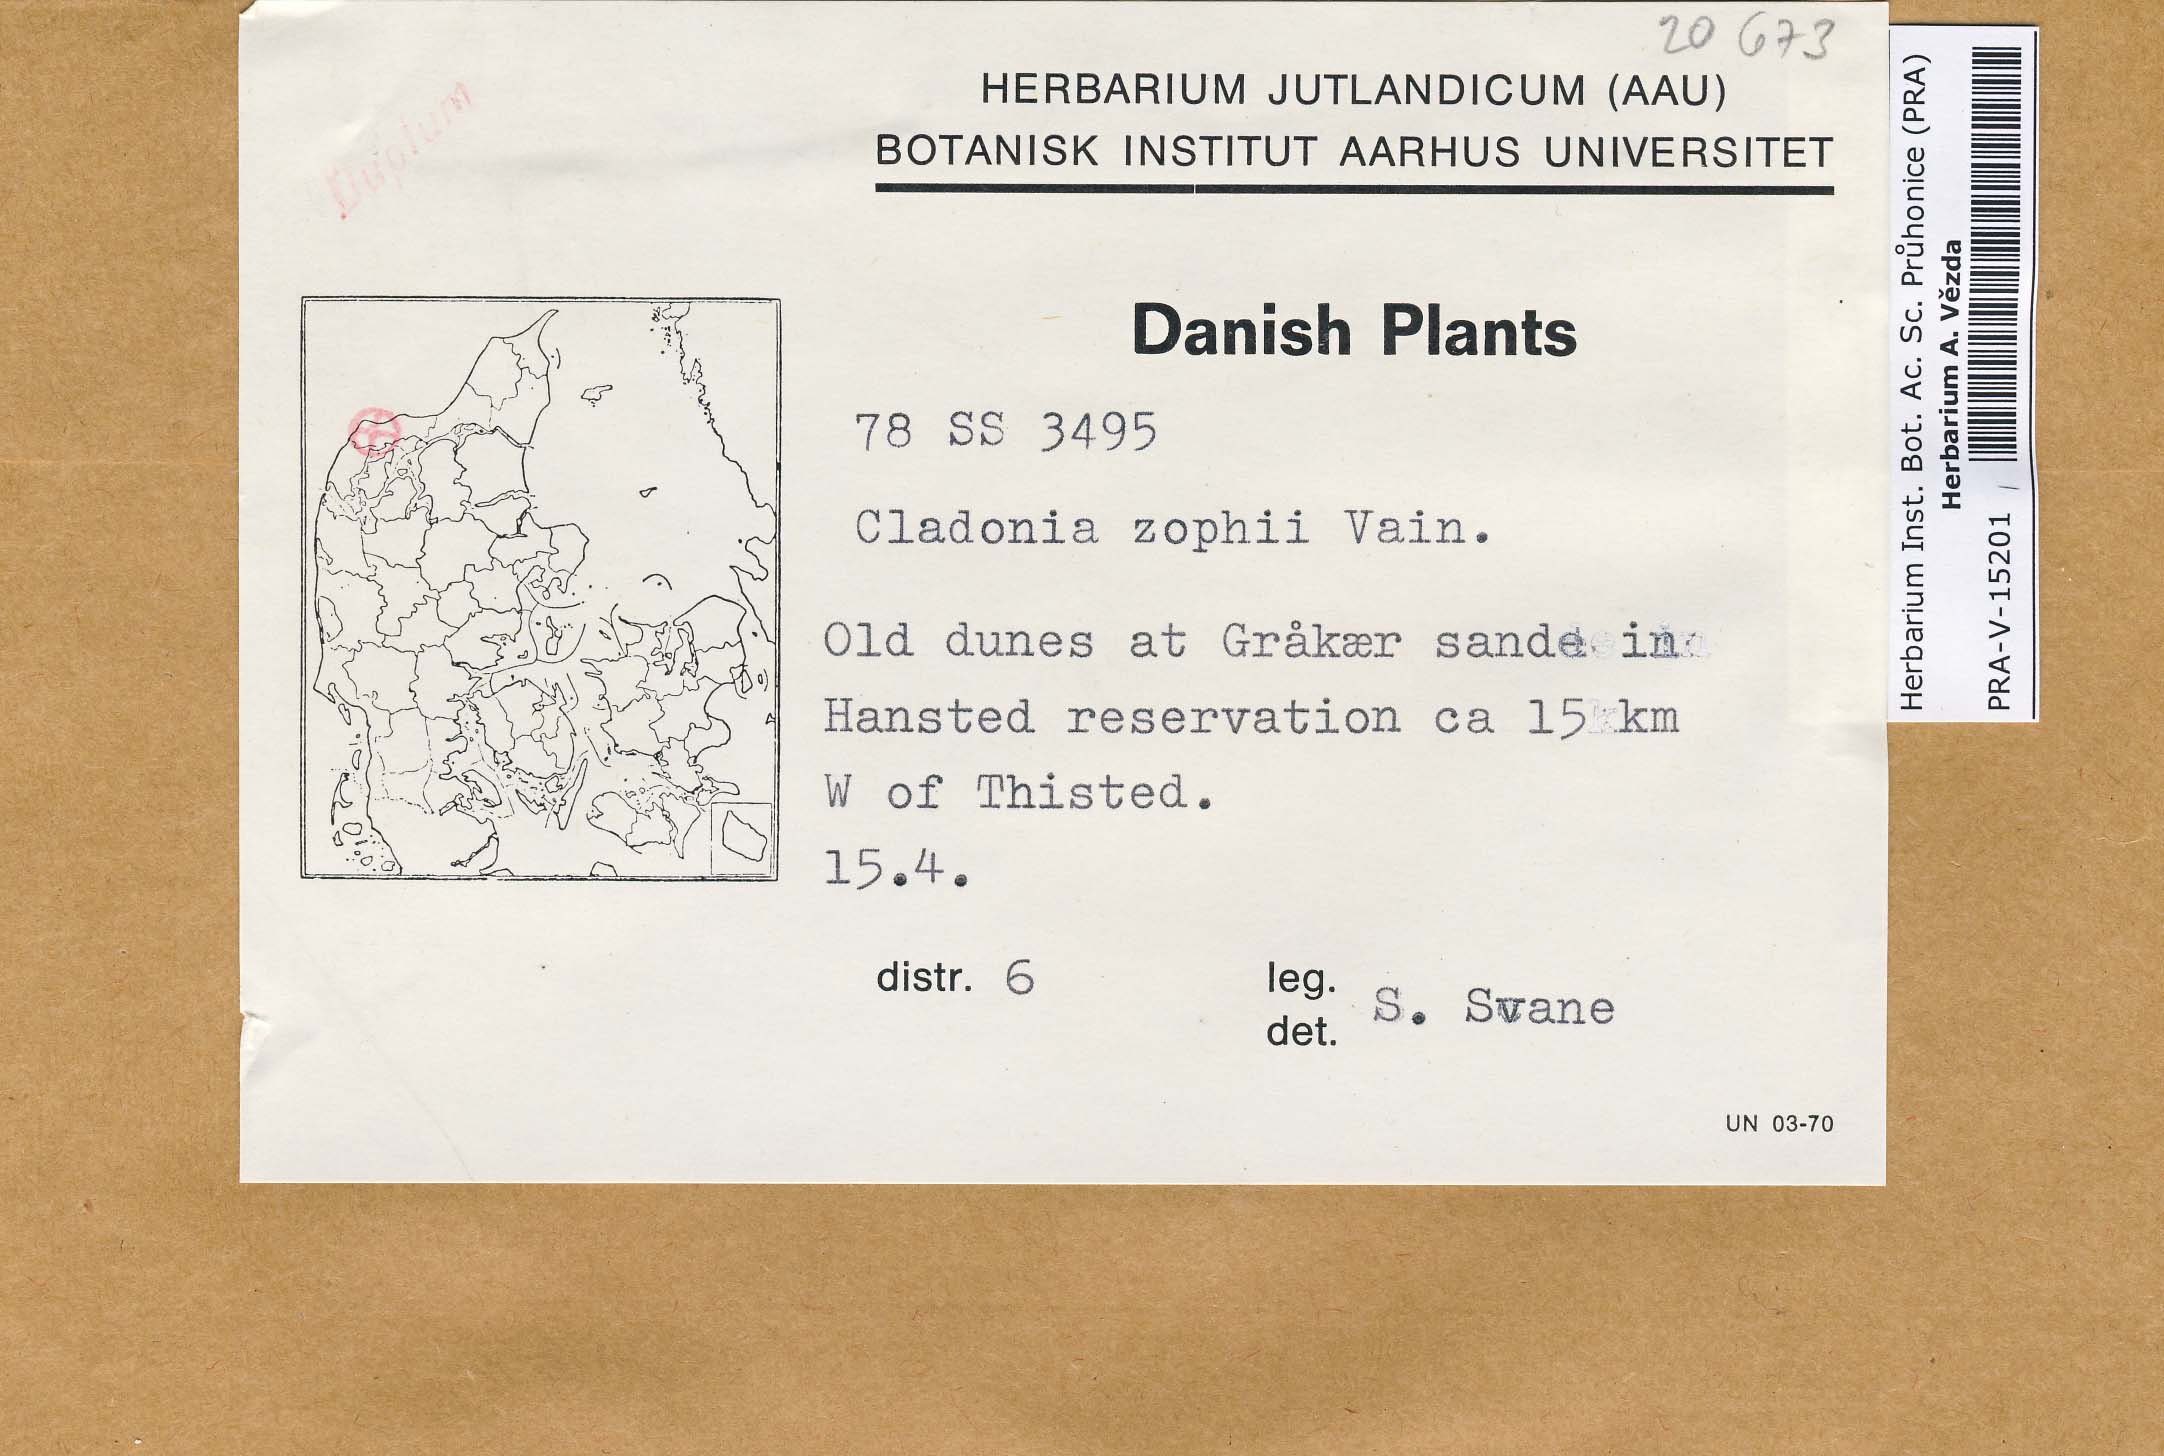 20 673
HERBARIUM JUTLANDICUM (AAU)
BOTANISK INSTITUT AARHUS UNIVERSITET
Duplum
Danish Plants
78 SS 3495
Cladonia zophii Vain.
Old dunes at Gråkær sande in
Hansted reservation ca 15 km
W of Thisted.
15.4.
distr. 6
leg.
det.
S. Svane
UN 03-70
Herbarium Inst. Bot. Ac. Sc. Průhonice (PRA)
Herbarium A. Vězda
PRA-V-15201